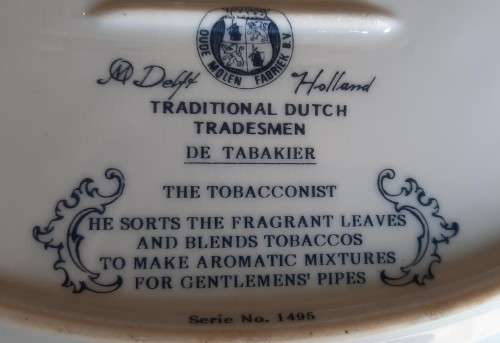 OUDE MOLEN FABRIEK B.V.
Delft Holland
TRADITIONAL DUTCH
TRADESMEN
DE TABAKIER
THE TOBACCONIST
HE SORTS THE FRAGRANT LEAVES
AND BLENDS TOBACCOS
TO MAKE AROMATIC MIXTURES
FOR GENTLEMENS' PIPES
Serie No. 1495